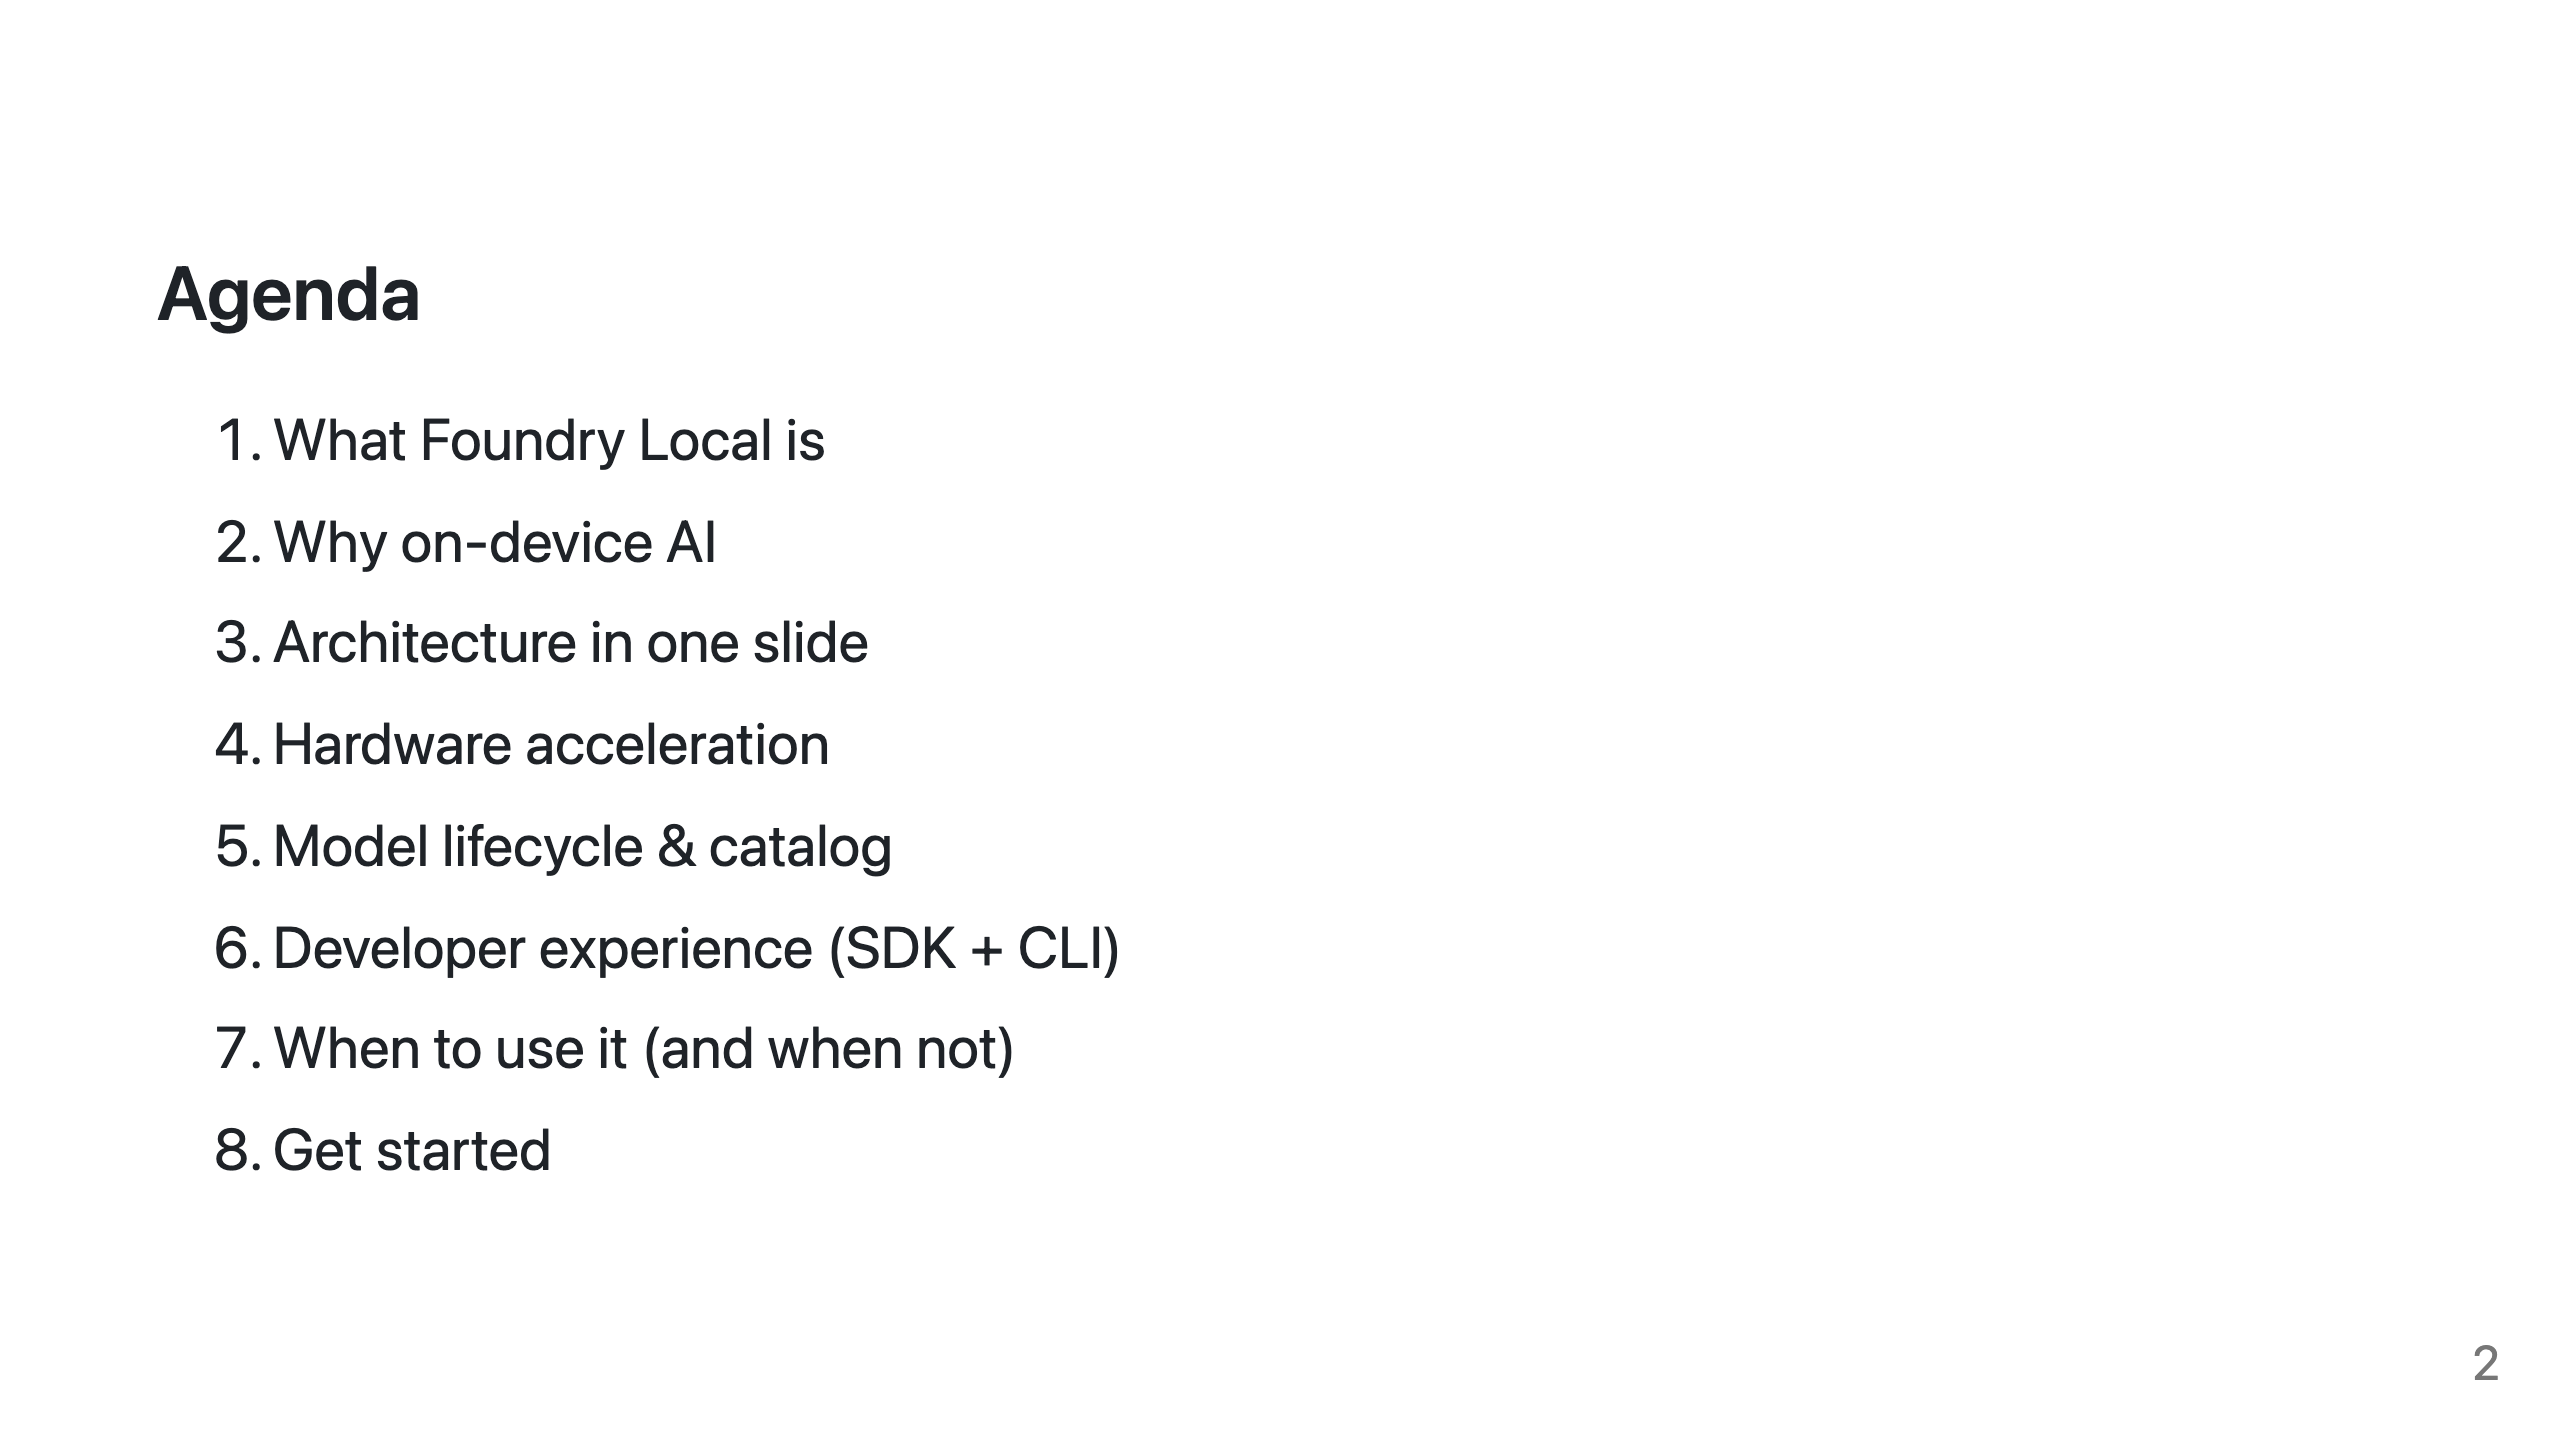 Agenda
1. What Foundry Local is
2. Why on-device AI
3. Architecture in one slide
4. Hardware acceleration
5. Model lifecycle & catalog
6. Developer experience (SDK + CLI)
7. When to use it (and when not)
8. Get started
2